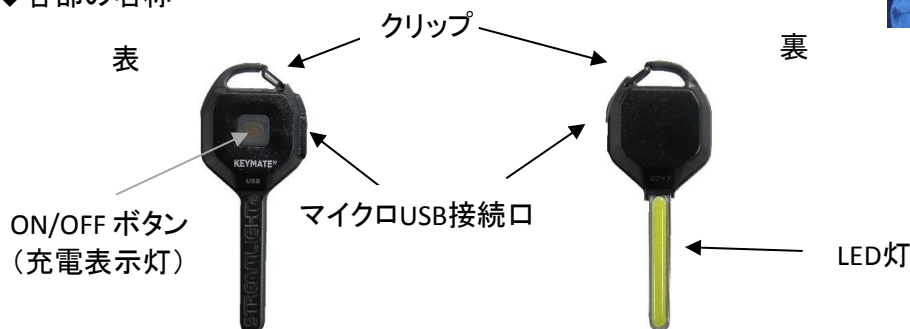 ◆各部の名称
クリップ
表
裏
KEYMATE®
USB
STREAMLIGHT®
マイクロUSB接続口
ON/OFF ボタン
（充電表示灯）
LED灯